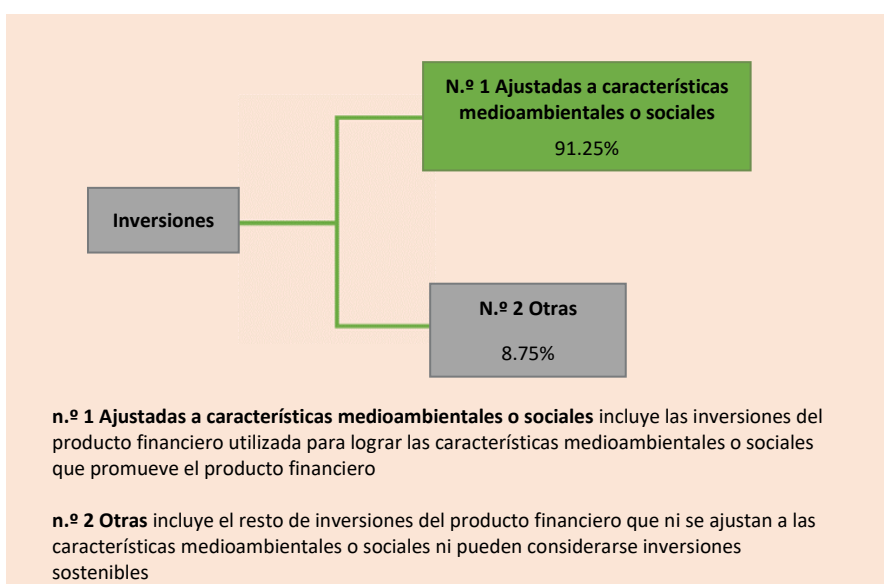 N.º 1 Ajustadas a características
medioambientales o sociales
91.25%
Inversiones
N.º 2 Otras
8.75%
n.º 1 Ajustadas a características medioambientales o sociales incluye las inversiones del
producto financiero utilizada para lograr las características medioambientales o sociales
que promueve el producto financiero
n.º 2 Otras incluye el resto de inversiones del producto financiero que ni se ajustan a las
características medioambientales o sociales ni pueden considerarse inversiones
sostenibles